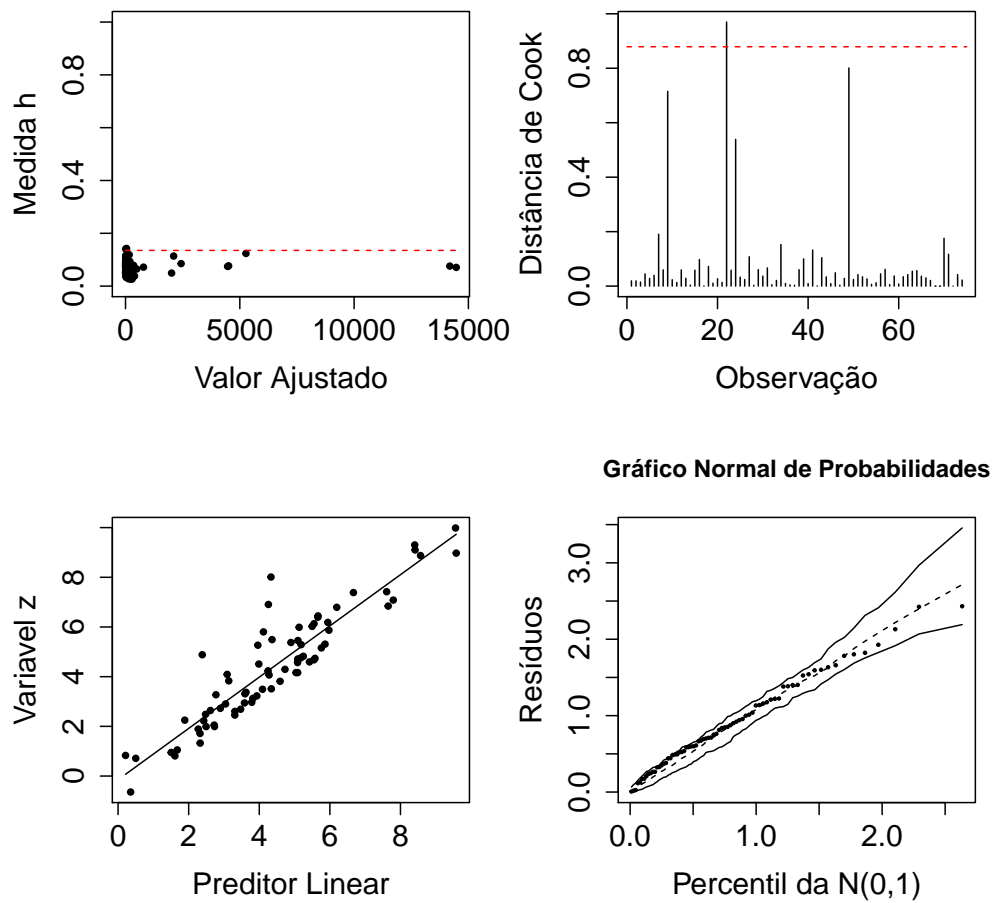 Medida h
0.0 0.4 0.8
0 5000 10000 15000
Valor Ajustado
Distância de Cook
0.0 0.4 0.8
0 20 40 60
Observação
Variavel z
0 2 4 6 8
0 2 4 6 8
Preditor Linear
Gráfico Normal de Probabilidades
Resíduos
0.0 1.0 2.0 3.0
0.0 1.0 2.0
Percentil da N(0,1)